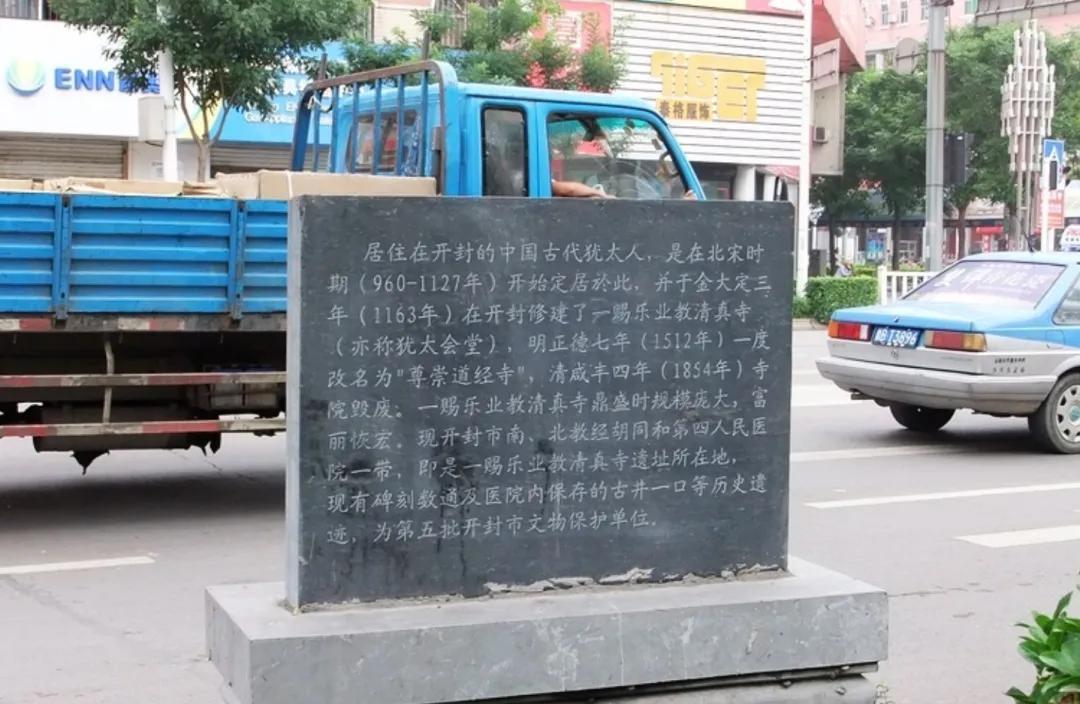 ENN
Gas Appliance
TIGER
泰格服饰
居住在开封的中国古代犹太人,是在北宋时
期(960-1127年)开始定居於此,并于金大定三
年(1163年)在开封修建了一赐乐业教清真寺
(亦称犹太会堂),明正德七年(1512年)一度
改名为"尊崇道经寺",清咸丰四年(1854年)寺
院毁废。一赐乐业教清真寺鼎盛时规模庞大,富
丽恢宏。现开封市南、北教经胡同和第四人民医
院一带,即是一赐乐业教清真寺遗址所在地,
现有碑刻数通及医院内保存的古井一口等历史遗
迹,为第五批开封市文物保护单位。